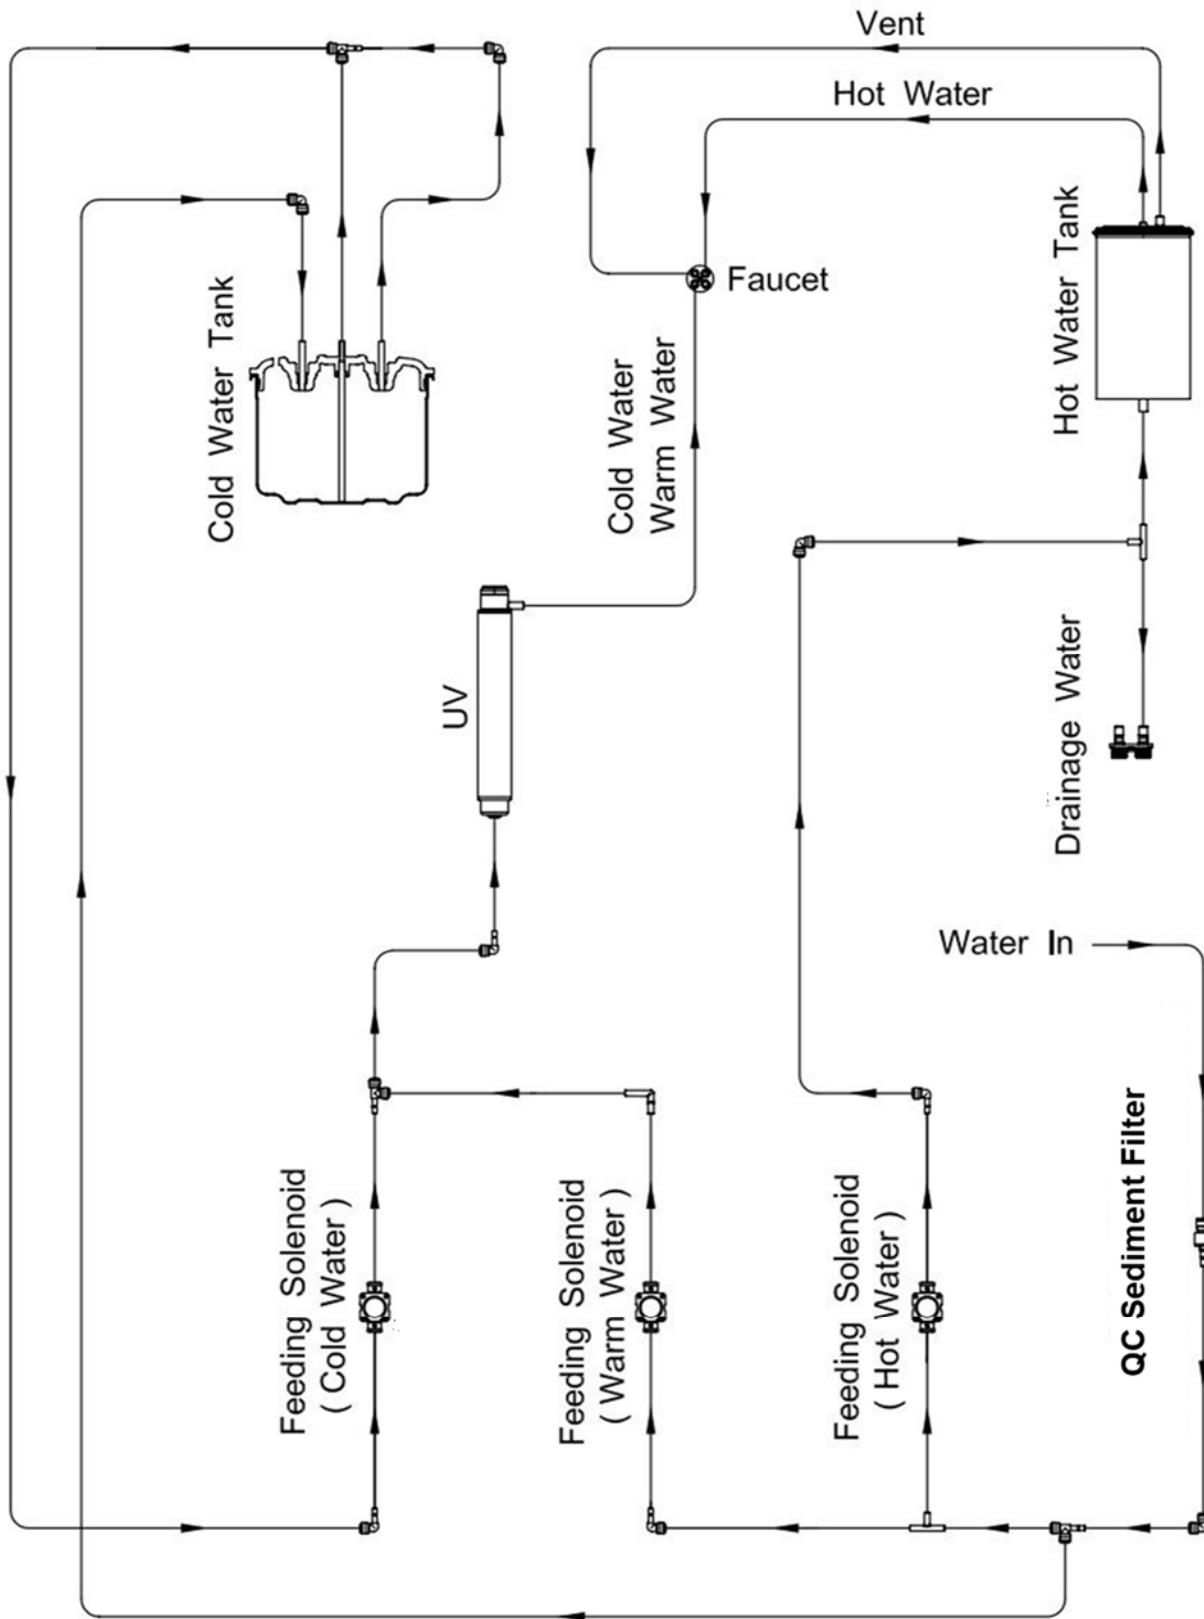 Vent
Hot Water
Hot Water Tank
Faucet
Cold Water Tank
Cold Water
Warm Water
UV
Drainage Water
Water In
QC Sediment Filter
Feeding Solenoid
( Cold Water )
Feeding Solenoid
( Warm Water )
Feeding Solenoid
( Hot Water )